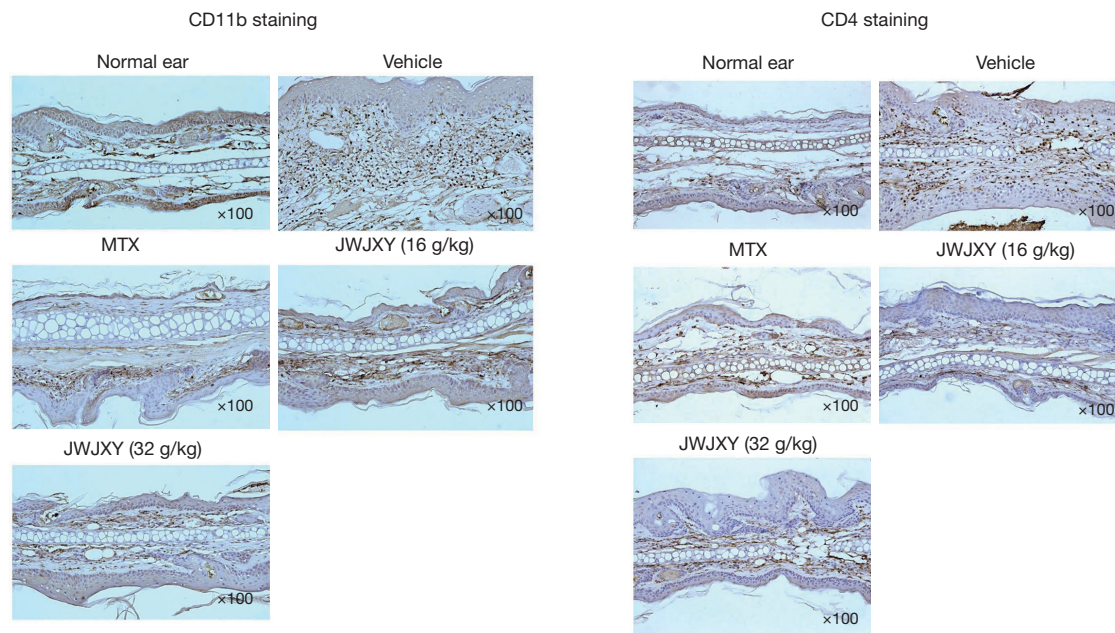 CD11b staining
Normal ear
Vehicle
×100
×100
MTX
JWJXY (16 g/kg)
×100
×100
JWJXY (32 g/kg)
×100
CD4 staining
Normal ear
Vehicle
×100
×100
MTX
JWJXY (16 g/kg)
×100
×100
JWJXY (32 g/kg)
×100